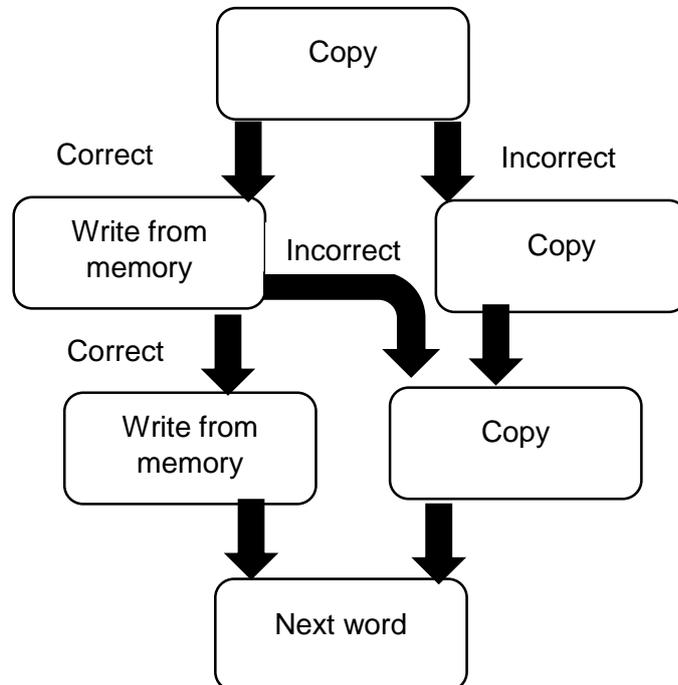 Copy
Correct
Incorrect
Write from
memory
Incorrect
Copy
Correct
Write from
memory
Copy
Next word